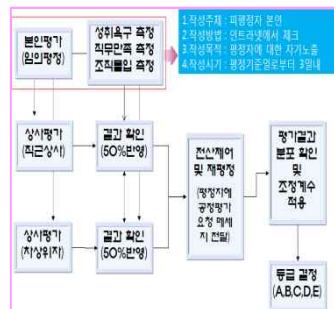 본인평가
(임의평정)
성취욕구 측정
직무만족 측정
조직몰입 측정
1.작성주체 : 피평정자 본인
2.작성방법 : 인트라넷에서 체크
3.작성목적 : 평정자에 대한 자기노출
4.작성시기 : 평정기준일로부터 3일내
상사평가
(직근상사)
결과 확인
(50%반영)
상사평가
(차상위자)
결과 확인
(50%반영)
전산제어
및 재평정
(평정자에
공정평가
요청 메세
지 전달)
평가결과
분포 확인
및
조정계수
적용
등급 결정
(A,B,C,D,E)